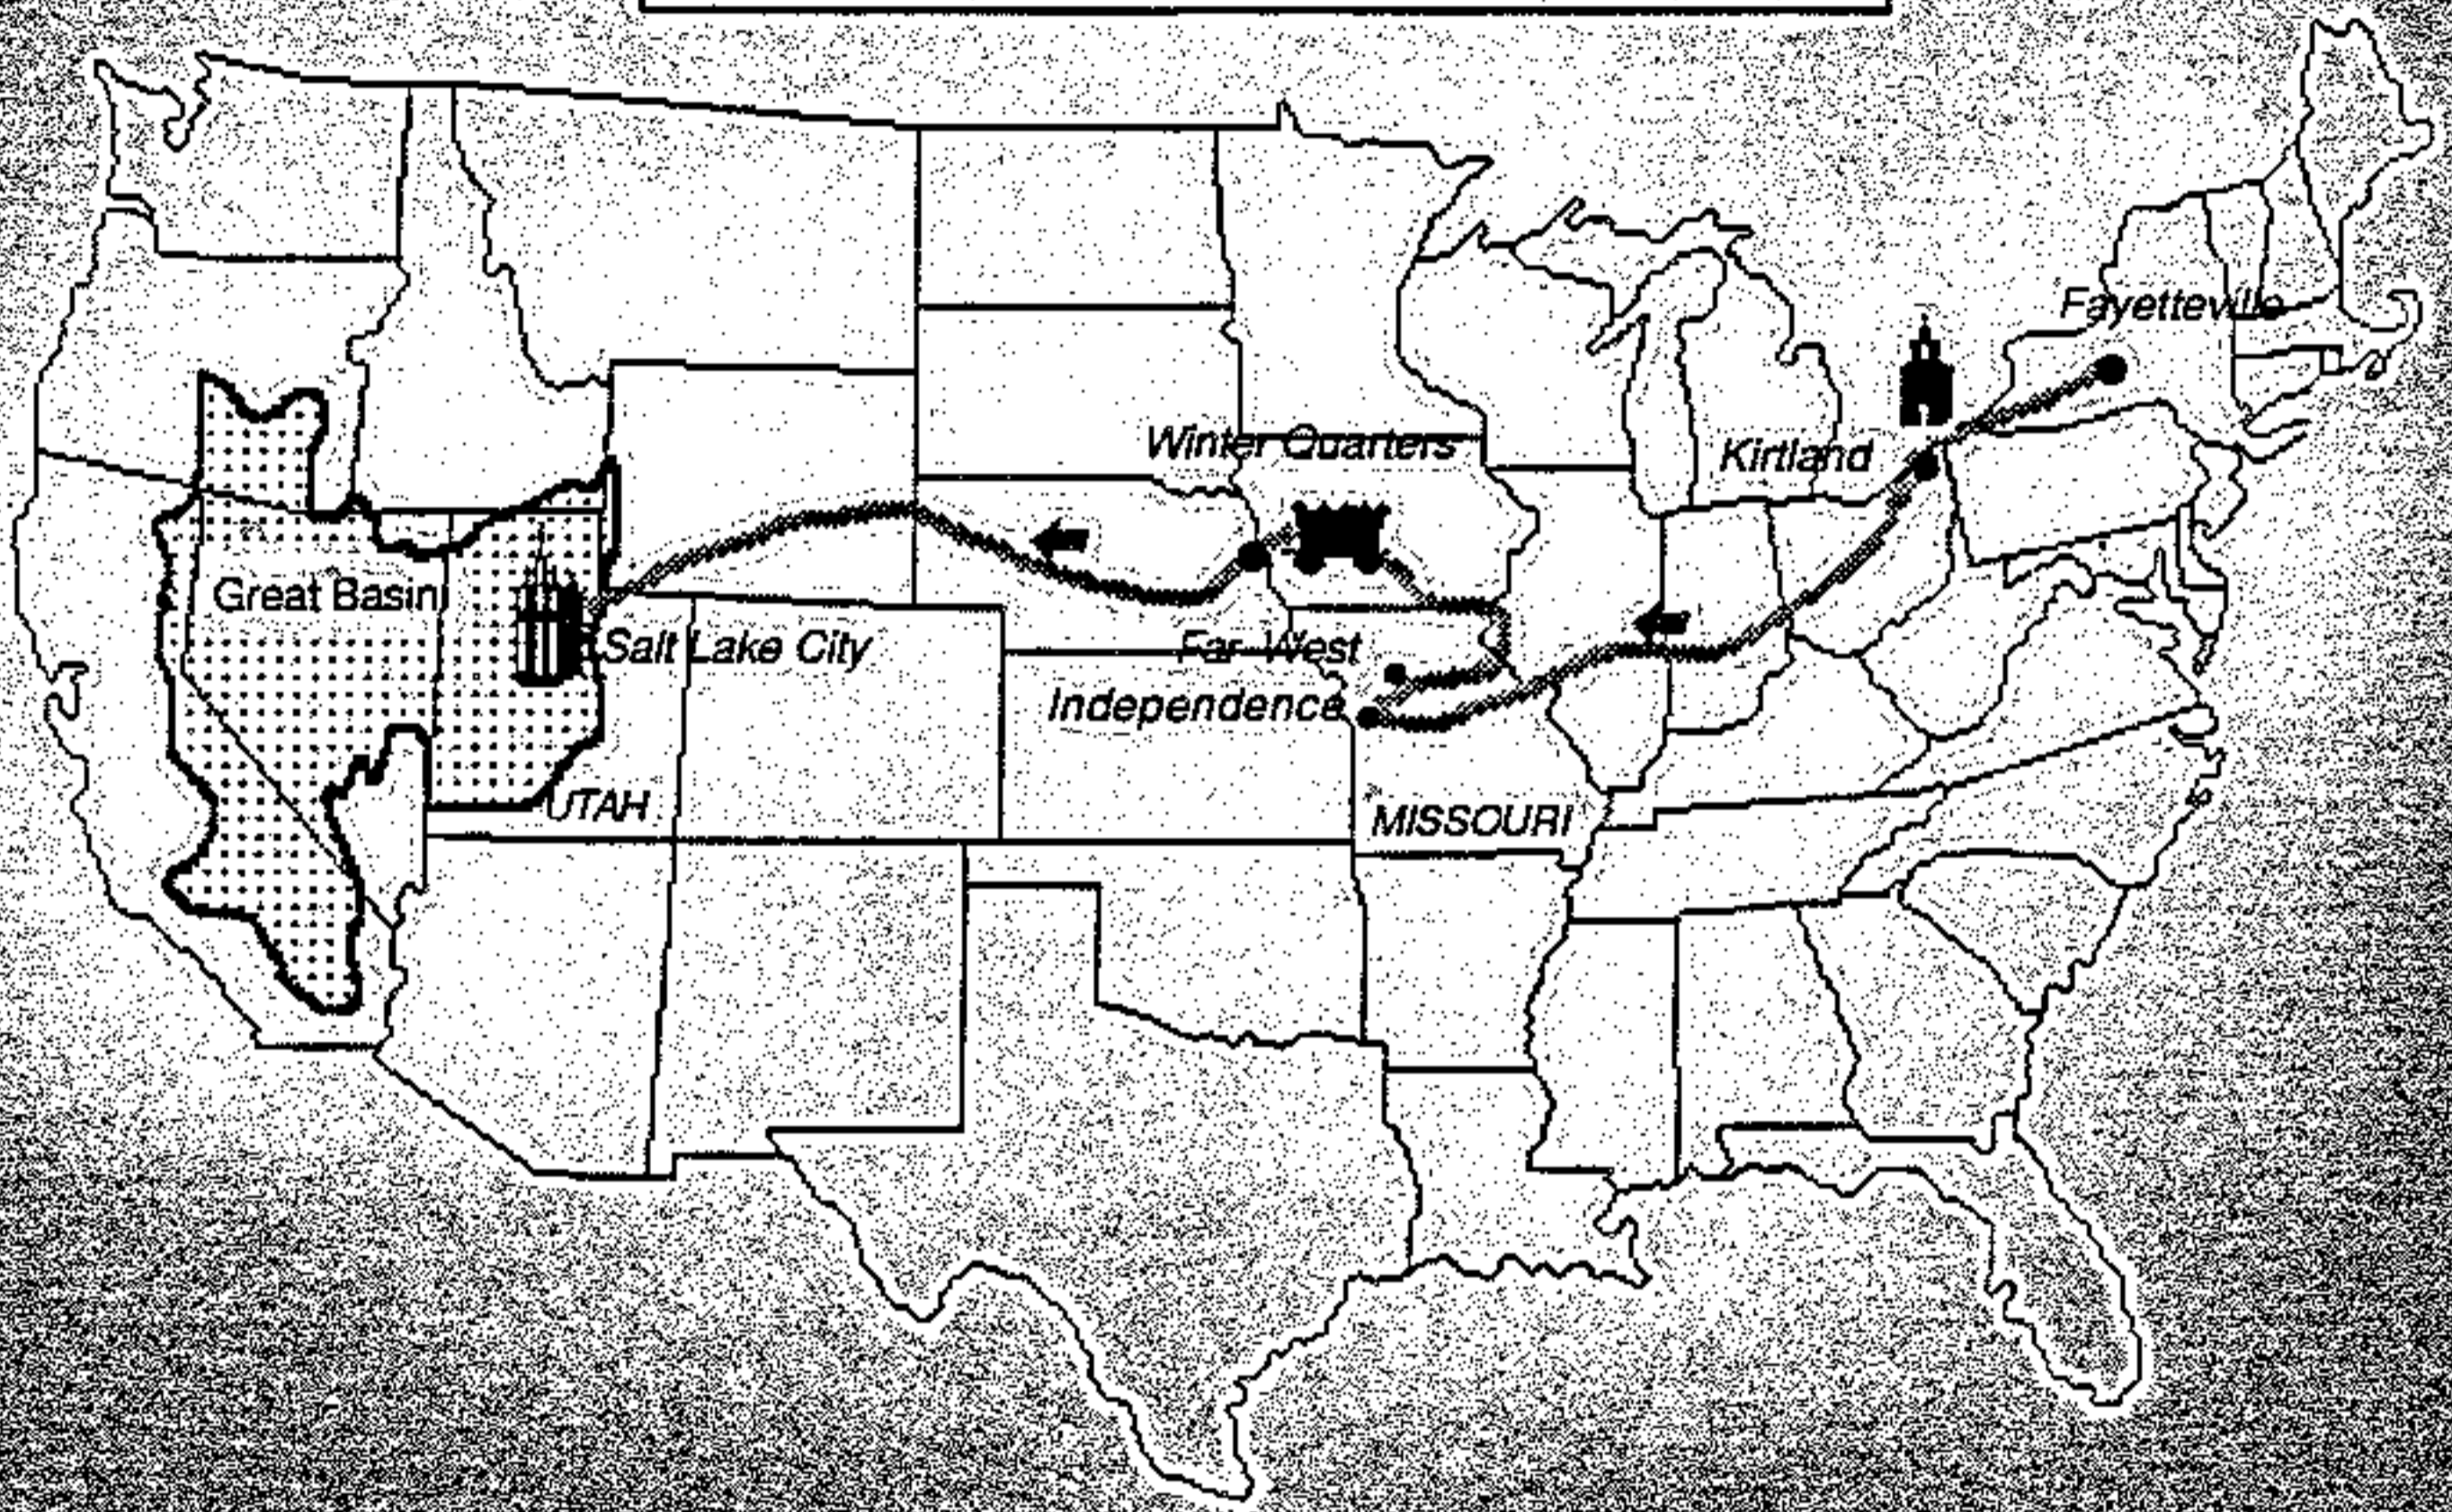 Fayetteville
Winter Quarters
Kirtland
Great Basin
Salt Lake City
Far West
Independence
UTAH
MISSOURI